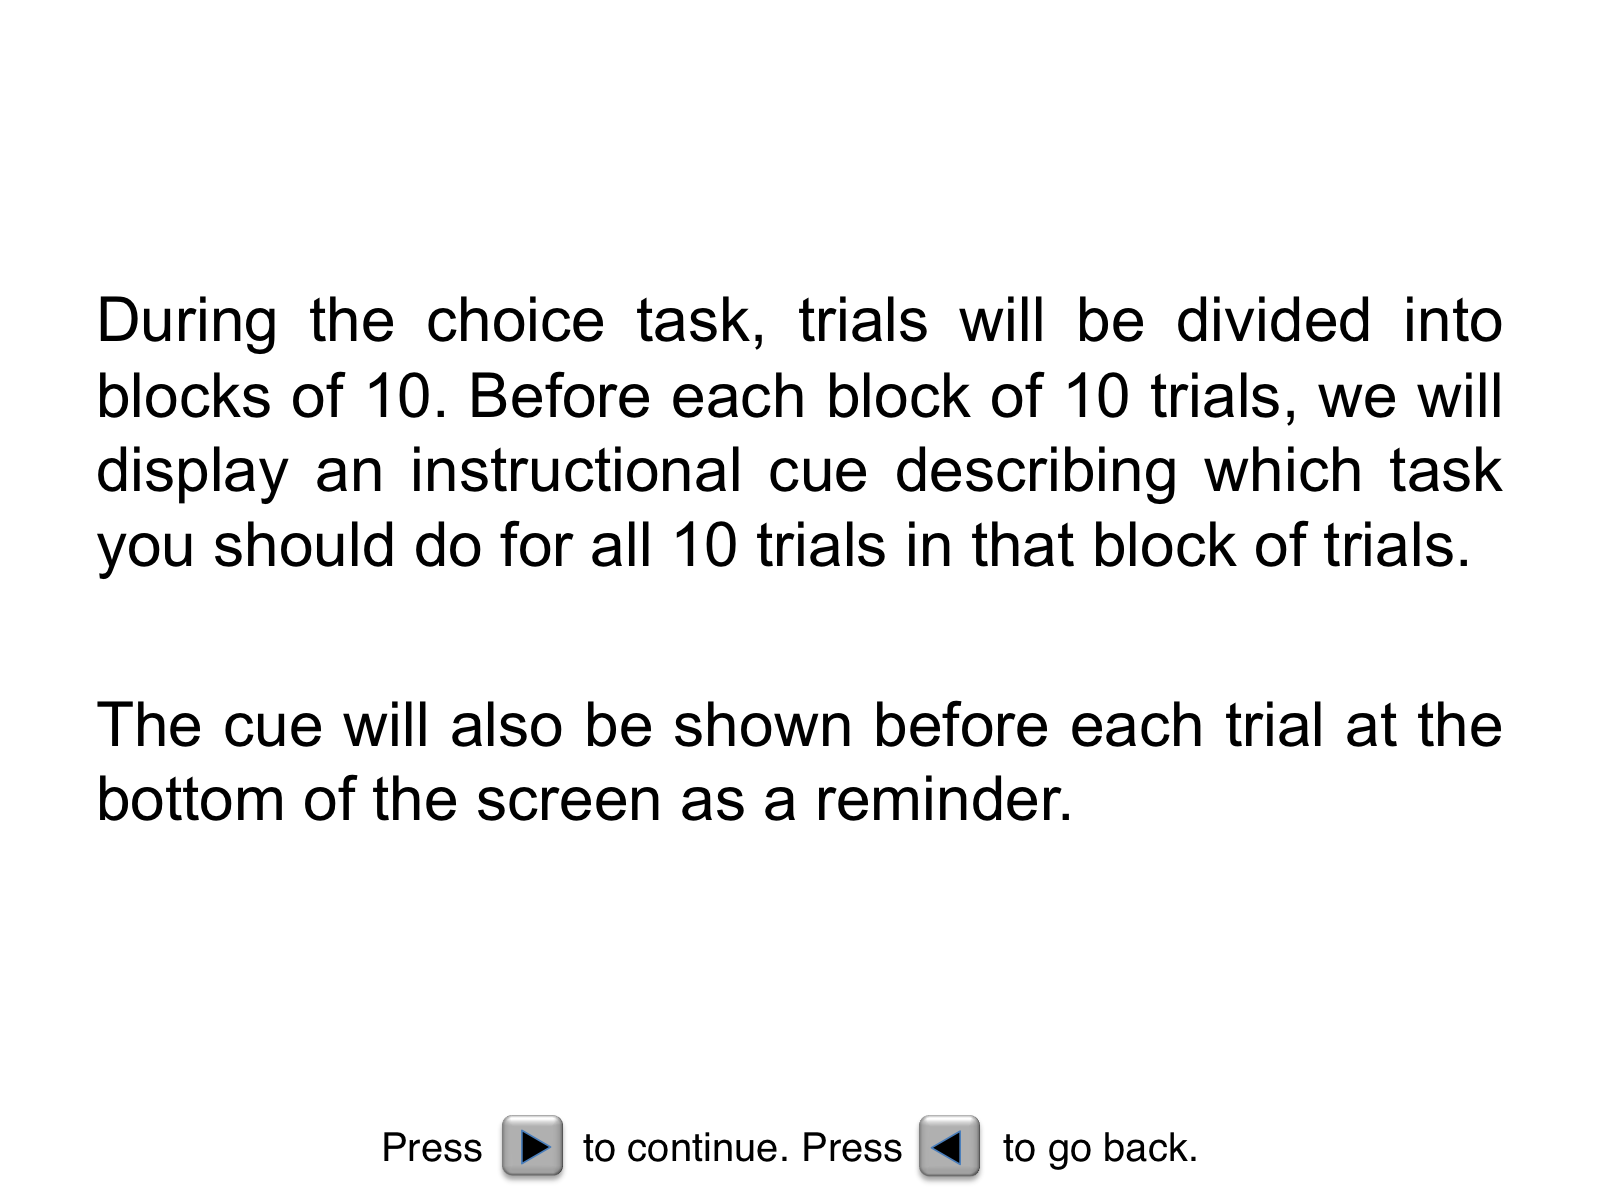 During the choice task, trials will be divided into
blocks of 10. Before each block of 10 trials, we will
display an instructional cue describing which task
you should do for all 10 trials in that block of trials.
The cue will also be shown before each trial at the
bottom of the screen as a reminder.
Press to continue. Press to go back.